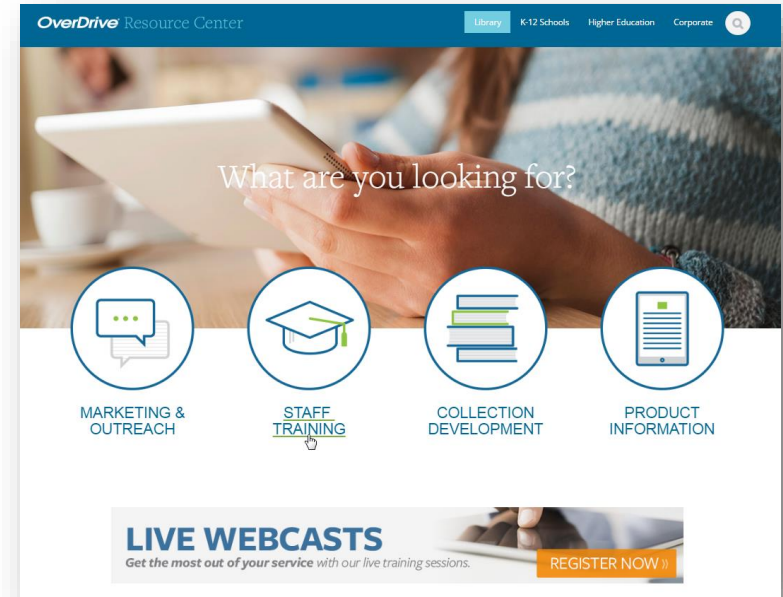 OverDrive Resource Center
Library K-12 Schools Higher Education Corporate
What are you looking for?
MARKETING & OUTREACH
STAFF TRAINING
COLLECTION DEVELOPMENT
PRODUCT INFORMATION
LIVE WEBCASTS
Get the most out of your service with our live training sessions.
REGISTER NOW »